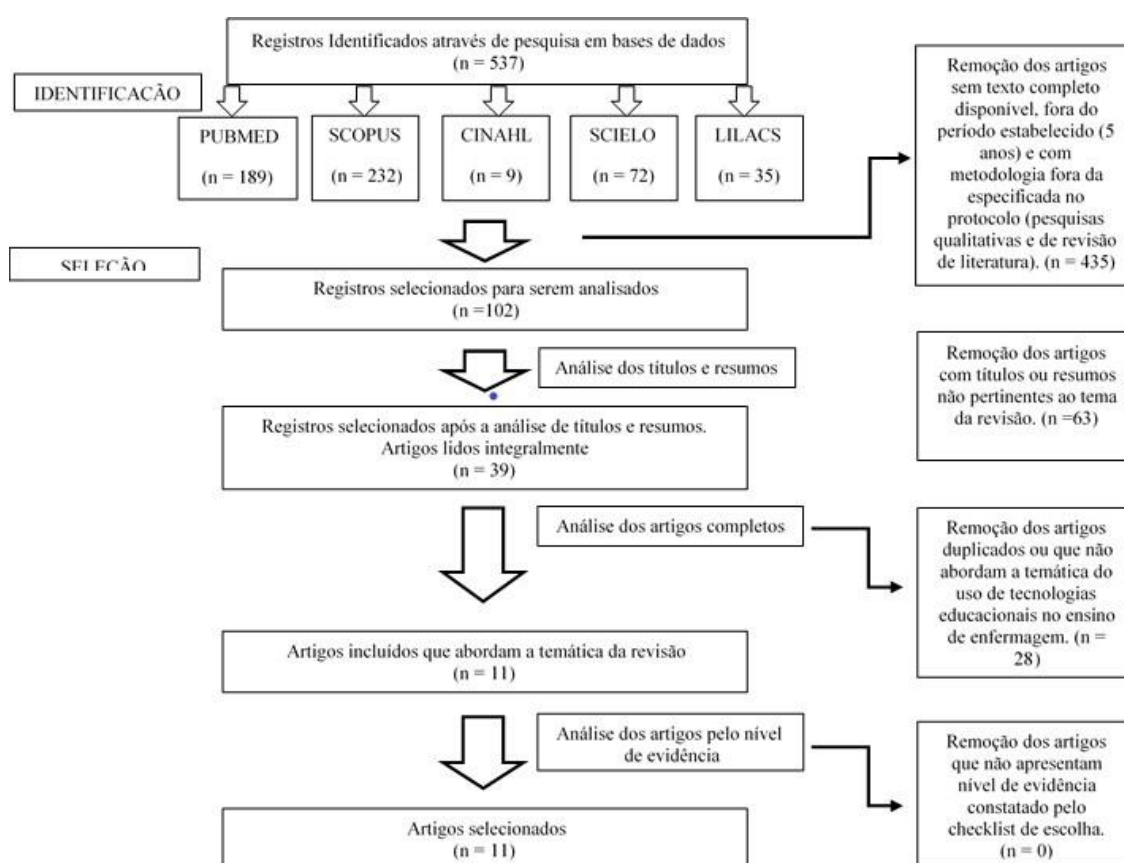 Registros Identificados através de pesquisa em bases de dados
(n = 537)
IDENTIFICAÇÃO
PUBMED
(n = 189)
SCOPUS
(n = 232)
CINAHL
(n = 9)
SCIELO
(n = 72)
LILACS
(n = 35)
Remoção dos artigos
sem texto completo
disponível, fora do
período estabelecido (5
anos) e com
metodologia fora da
especificada no
protocolo (pesquisas
qualitativas e de revisão
de literatura). (n = 435)
SELEÇÃO
Registros selecionados para serem analisados
(n =102)
Análise dos títulos e resumos
Remoção dos artigos
com títulos ou resumos
não pertinentes ao tema
da revisão. (n =63)
Registros selecionados após a análise de títulos e resumos.
Artigos lidos integralmente
(n = 39)
Análise dos artigos completos
Remoção dos artigos
duplicados ou que não
abordam a temática do
uso de tecnologias
educacionais no ensino
de enfermagem. (n =
28)
Artigos incluídos que abordam a temática da revisão
(n = 11)
Análise dos artigos pelo nível
de evidência
Remoção dos artigos
que não apresentam
nível de evidência
constatado pelo
checklist de escolha.
(n = 0)
Artigos selecionados
(n = 11)